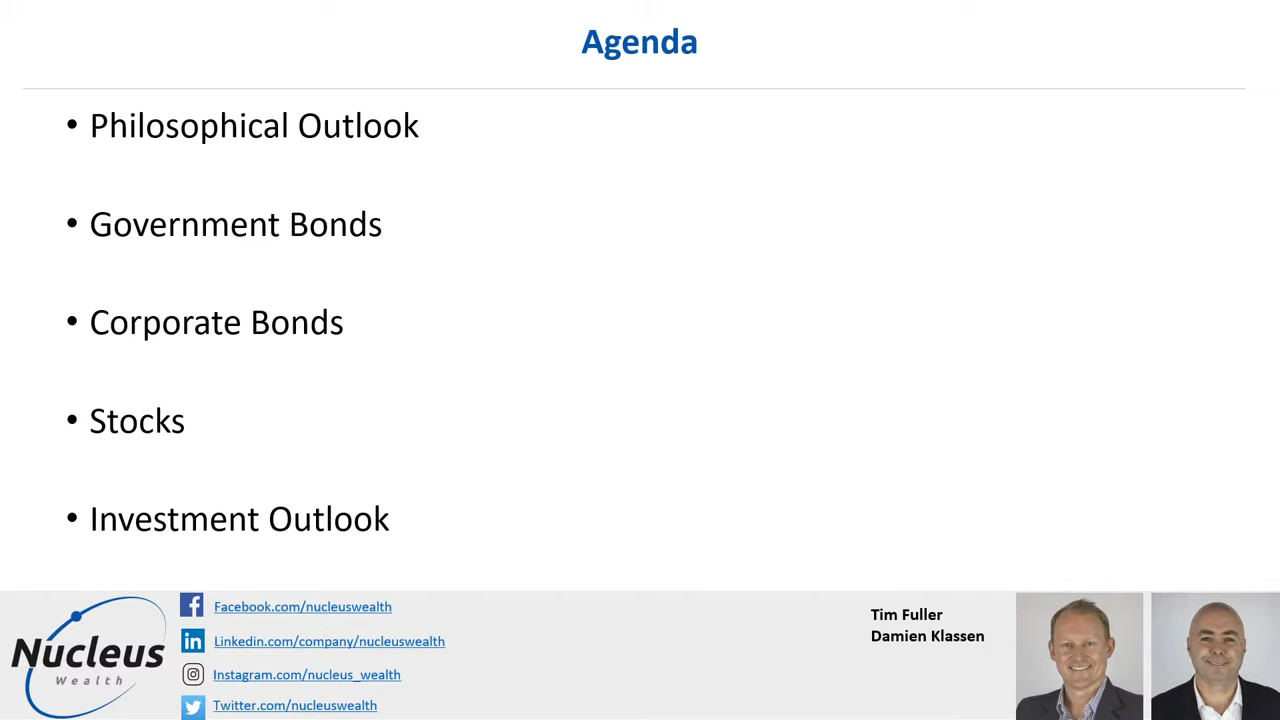 Agenda
• Philosophical Outlook
• Government Bonds
• Corporate Bonds
• Stocks
• Investment Outlook
Nucleus
Wealth
Facebook.com/nucleuswealth
Linkedin.com/company/nucleuswealth
Instagram.com/nucleus_wealth
Twitter.com/nucleuswealth
Tim Fuller
Damien Klassen